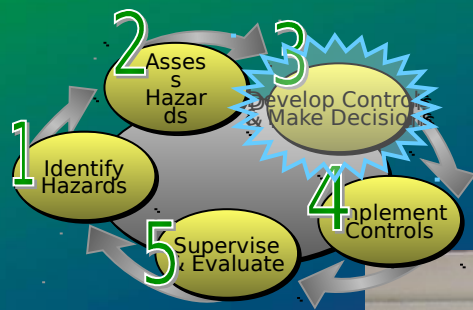 1
Identify
Hazards
2
Asses
s
Hazar
ds
3
Develop Controls
& Make Decision
4
Implement
Controls
5
Supervise
& Evaluate